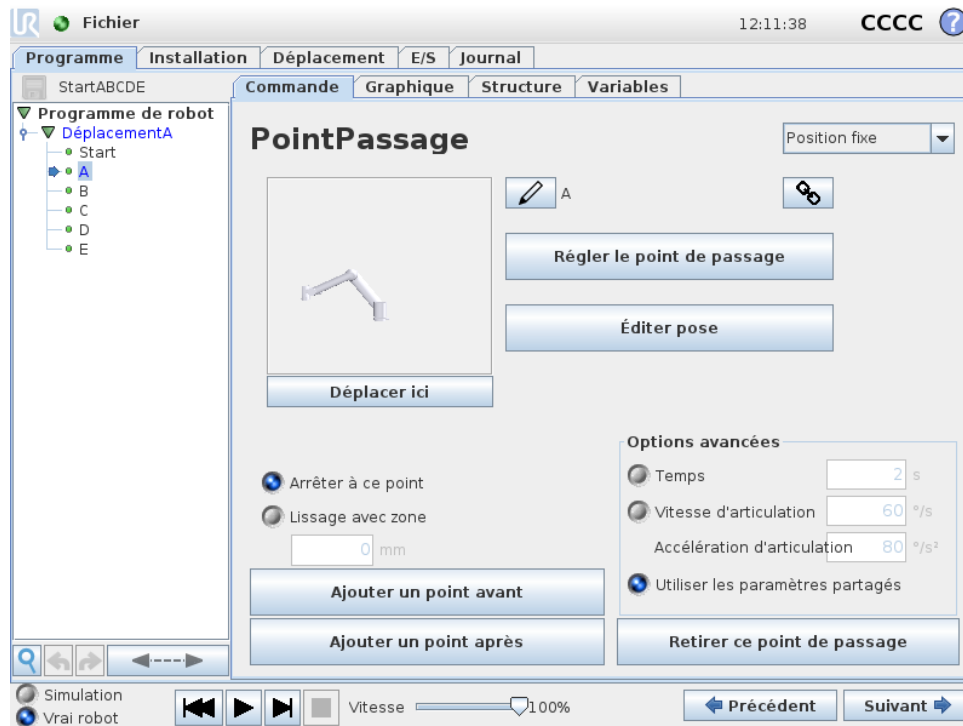 UR Fichier 12:11:38 CCCC ?
Programme Installation Déplacement E/S Journal
StartABCDE Commande Graphique Structure Variables
Programme de robot
DéplacementA
Start
A
B
C
D
E
PointPassage Position fixe
A
Régler le point de passage
Éditer pose
Déplacer ici
Arrêter à ce point
Lissage avec zone
0 mm
Options avancées
Temps 2 s
Vitesse d'articulation 60 °/s
Accélération d'articulation 80 °/s²
Utiliser les paramètres partagés
Ajouter un point avant
Ajouter un point après Retirer ce point de passage
Simulation
Vrai robot
Vitesse 100% Précédent Suivant